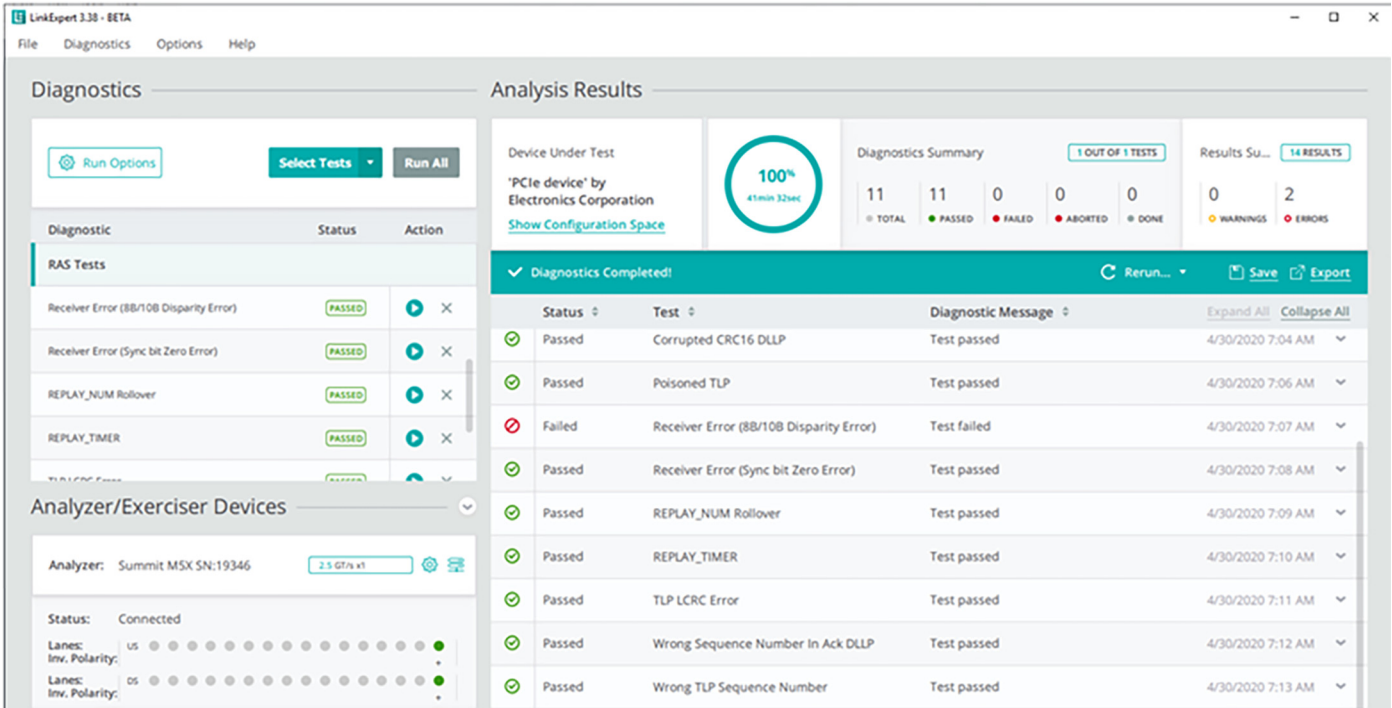 LinkExpert 3.38 - BETA
File Diagnostics Options Help
Diagnostics
Run Options
Select Tests
Run All
Diagnostic Status Action
RAS Tests
Receiver Error (8B/10B Disparity Error) PASSED
Receiver Error (Sync bit Zero Error) PASSED
REPLAY_NUM Rollover PASSED
REPLAY_TIMER PASSED
TLP LCRC Error PASSED
Analyzer/Exerciser Devices
Analyzer: Summit MSX SN:19346 2.5 GT/s x1
Status: Connected
Lanes: US
Inv. Polarity:
Lanes: DS
Inv. Polarity:
Analysis Results
Device Under Test
'PCIe device' by
Electronics Corporation
Show Configuration Space
100%
41min 32sec
Diagnostics Summary 1 OUT OF 1 TESTS
11 11 0 0 0
TOTAL PASSED FAILED ABORTED DONE
Results Su... 14 RESULTS
0 2
WARNINGS ERRORS
Diagnostics Completed! Rerun... Save Export
Status Test Diagnostic Message Expand All Collapse All
Passed Corrupted CRC16 DLLP Test passed 4/30/2020 7:04 AM
Passed Poisoned TLP Test passed 4/30/2020 7:06 AM
Failed Receiver Error (8B/10B Disparity Error) Test failed 4/30/2020 7:07 AM
Passed Receiver Error (Sync bit Zero Error) Test passed 4/30/2020 7:08 AM
Passed REPLAY_NUM Rollover Test passed 4/30/2020 7:09 AM
Passed REPLAY_TIMER Test passed 4/30/2020 7:10 AM
Passed TLP LCRC Error Test passed 4/30/2020 7:11 AM
Passed Wrong Sequence Number In Ack DLLP Test passed 4/30/2020 7:12 AM
Passed Wrong TLP Sequence Number Test passed 4/30/2020 7:13 AM